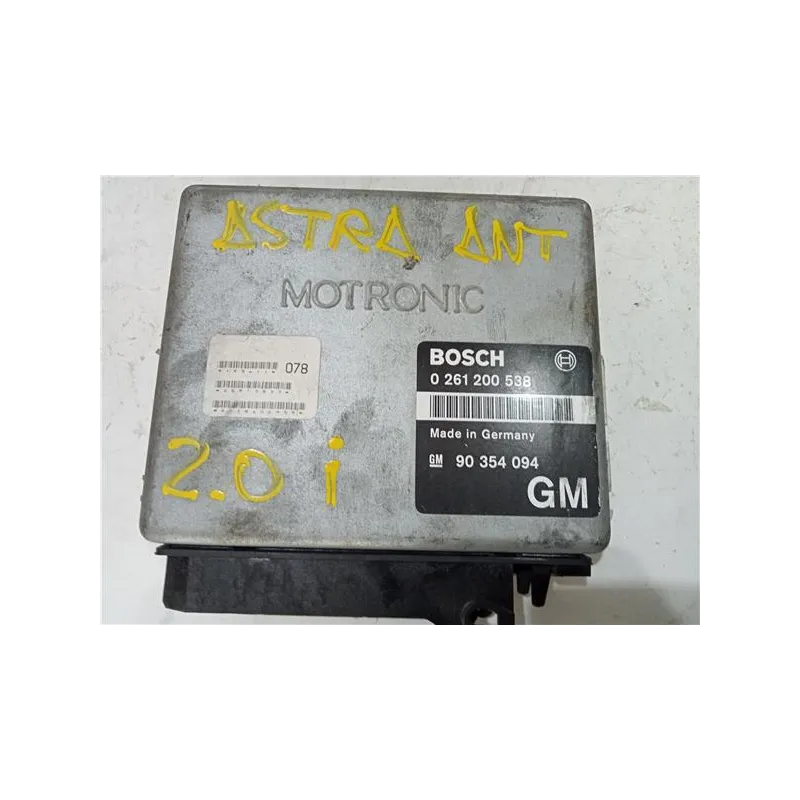 ASTRA ANT
MOTRONIC
078
BOSCH
0 261 200 538
Made in Germany
GM 90 354 094
GM
2.0 i